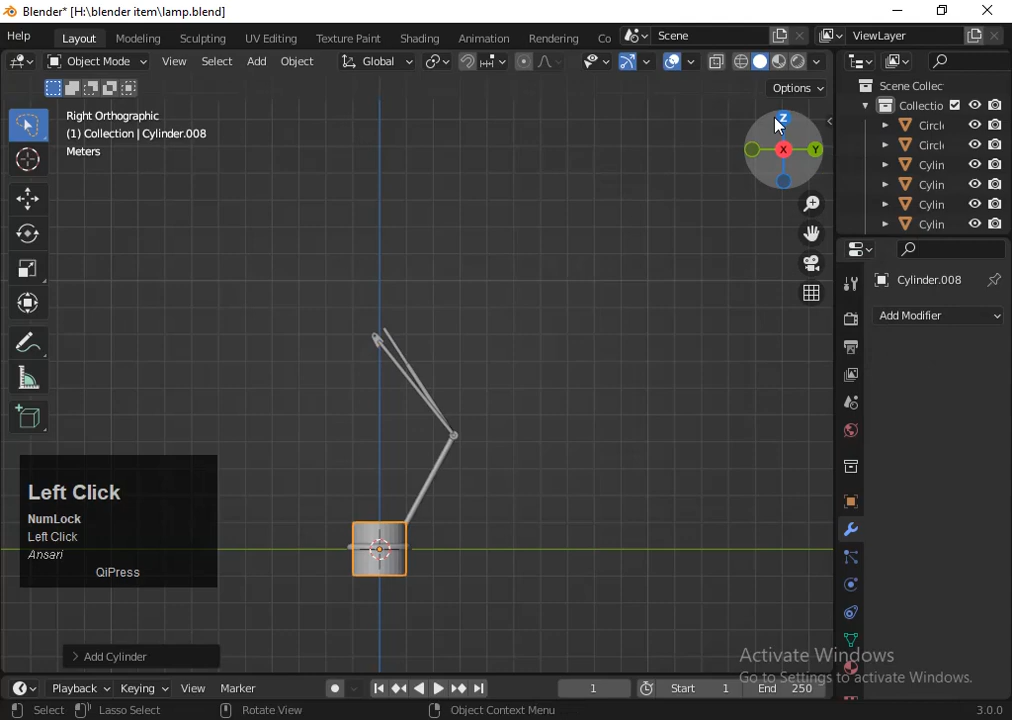 Blender* [H:\blender item\lamp.blend]
Help Layout Modeling Sculpting UV Editing Texture Paint Shading Animation Rendering Co Scene ViewLayer
Object Mode View Select Add Object Global
Options
Right Orthographic
(1) Collection | Cylinder.008
Meters
Z
X
Y
Scene Collec
Collectio
Circl
Circl
Cylin
Cylin
Cylin
Cylin
Cylinder.008
Add Modifier
Left Click
NumLock
Left Click
Ansari
QiPress
Add Cylinder
Activate Windows
Go to Settings to activate Windows.
Playback Keying View Marker 1 Start 1 End 250
Select Lasso Select Rotate View Object Context Menu 3.0.0